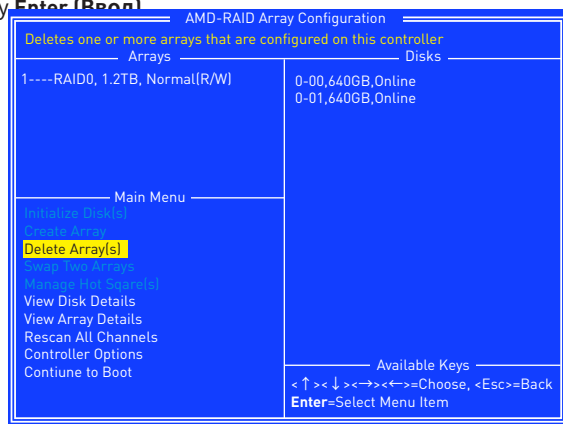 у Enter (Ввод)
AMD-RAID Array Configuration
Deletes one or more arrays that are configured on this controller
Arrays
1----RAID0, 1.2TB, Normal(R/W)
Disks
0-00,640GB,Online
0-01,640GB,Online
Main Menu
Initialize Disk(s)
Create Array
Delete Array(s)
Swap Two Arrays
Manage Hot Sqare(s)
View Disk Details
View Array Details
Rescan All Channels
Controller Options
Contiune to Boot
Available Keys
<↑><↓><→><←>=Choose, <Esc>=Back
Enter=Select Menu Item